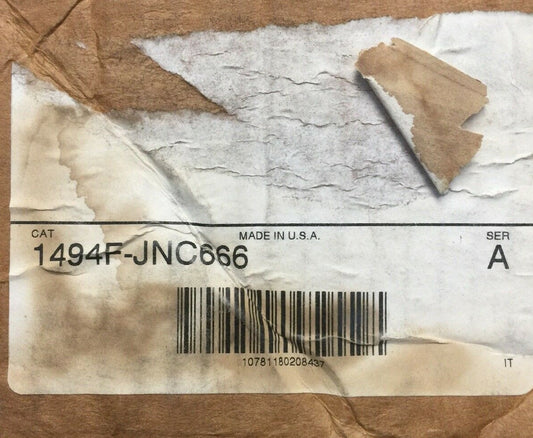 CAT MADE IN U.S.A. SER
1494F-JNC666 A
10781180208437
IT